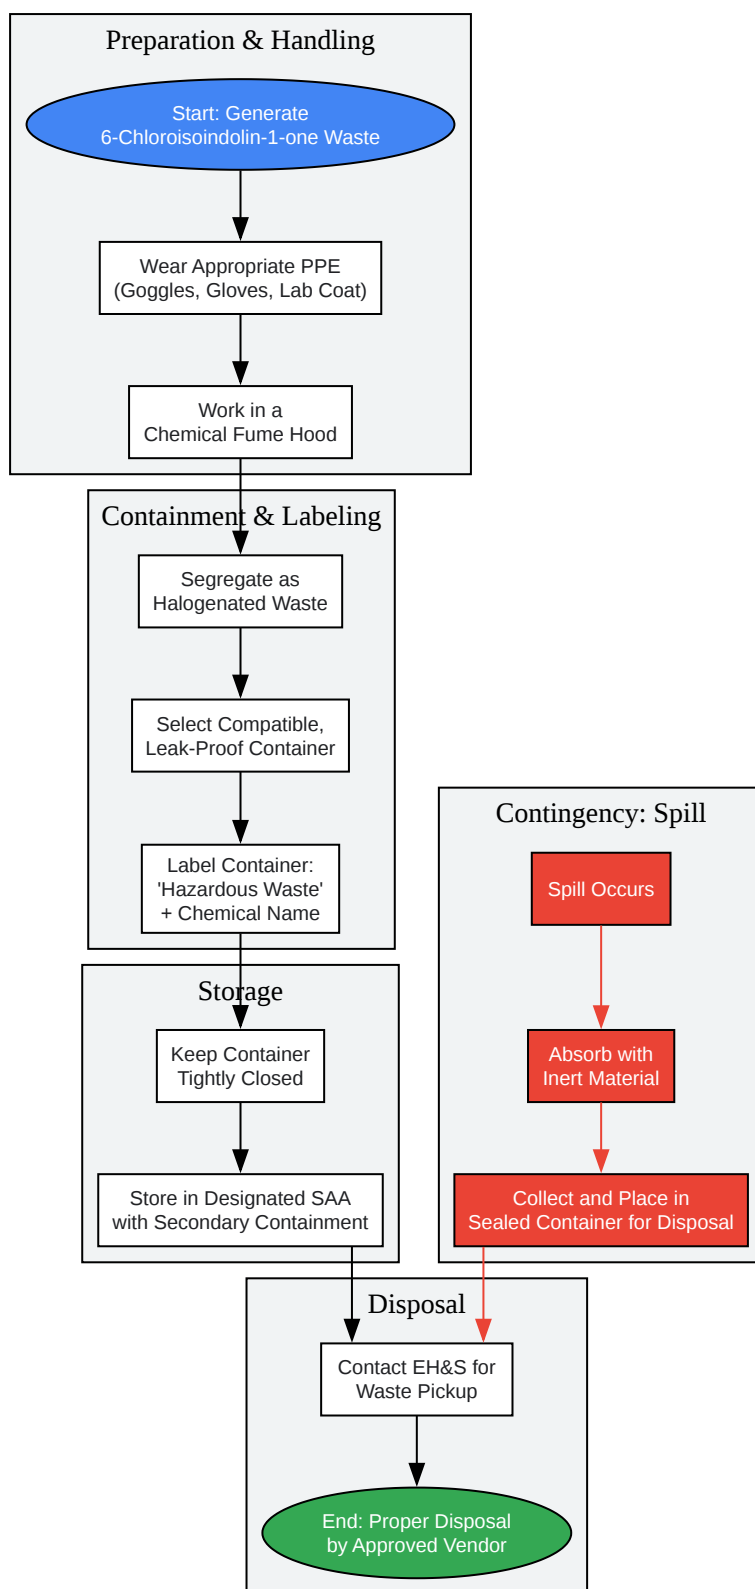 Preparation & Handling
Start: Generate
6-Chloroisoindolin-1-one Waste
Wear Appropriate PPE
(Goggles, Gloves, Lab Coat)
Work in a
Chemical Fume Hood
Containment & Labeling
Segregate as
Halogenated Waste
Select Compatible,
Leak-Proof Container
Label Container:
'Hazardous Waste'
+ Chemical Name
Storage
Keep Container
Tightly Closed
Store in Designated SAA
with Secondary Containment
Contingency: Spill
Spill Occurs
Absorb with
Inert Material
Collect and Place in
Sealed Container for Disposal
Disposal
Contact EH&S for
Waste Pickup
End: Proper Disposal
by Approved Vendor